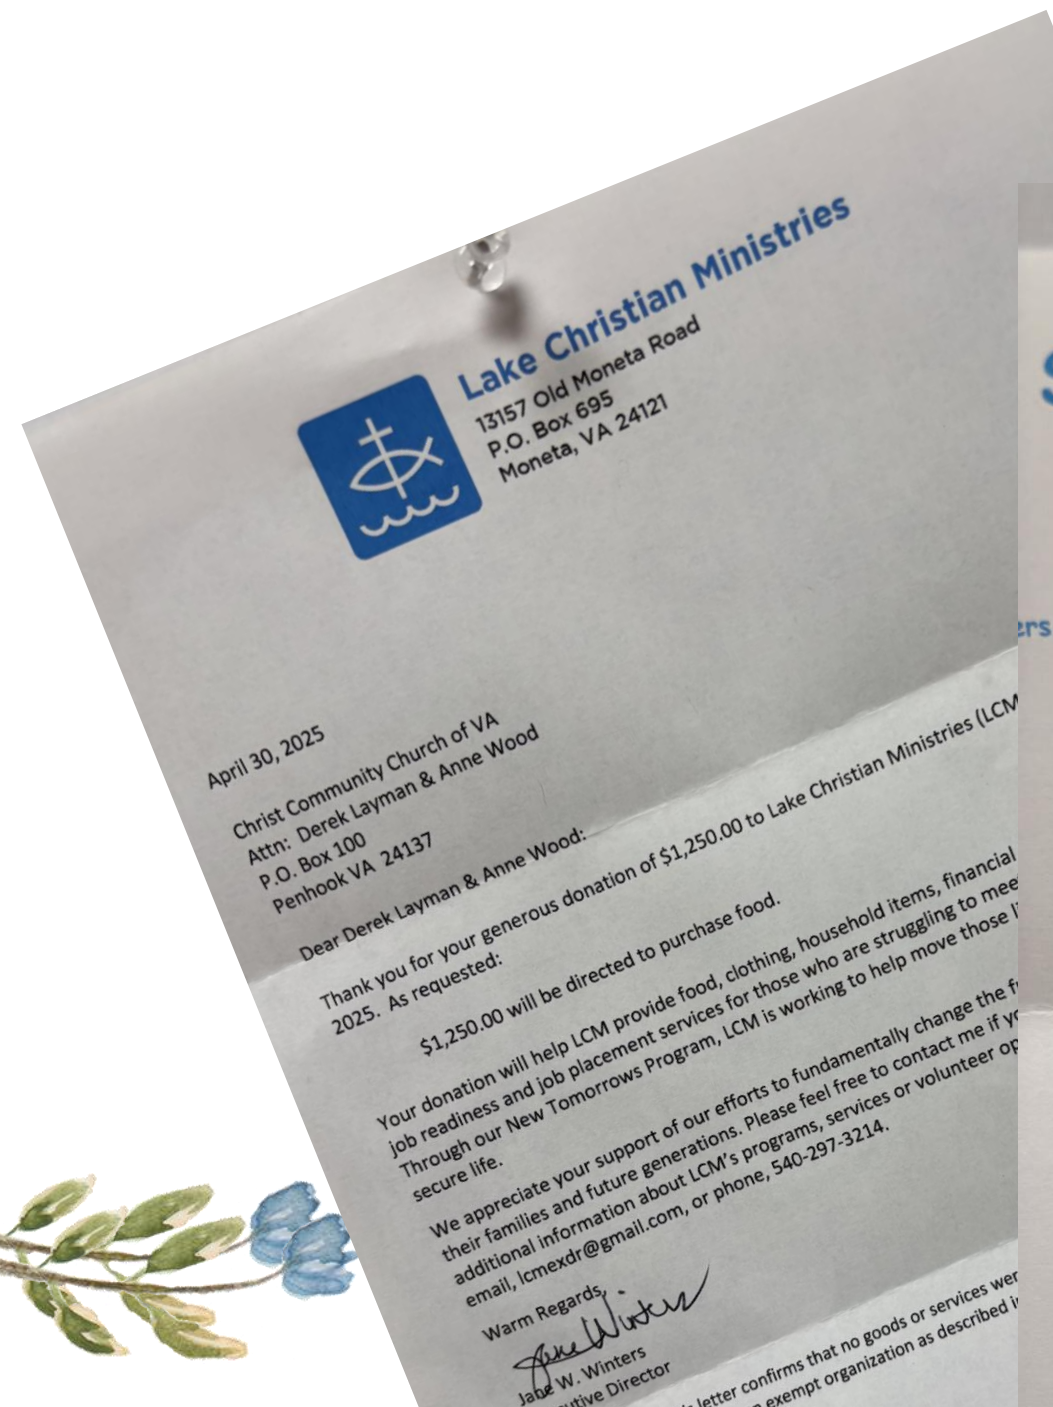 Lake Christian Ministries
13157 Old Moneta Road
P.O. Box 695
Moneta, VA 24121
April 30, 2025
Christ Community Church of VA
Attn: Derek Layman & Anne Wood
P.O. Box 100
Penhook VA 24137
Dear Derek Layman & Anne Wood:
Thank you for your generous donation of $1,250.00 to Lake Christian Ministries (LCM
2025. As requested:
$1,250.00 will be directed to purchase food.
Your donation will help LCM provide food, clothing, household items, financial
job readiness and job placement services for those who are struggling to mee
Through our New Tomorrows Program, LCM is working to help move those li
secure life.
We appreciate your support of our efforts to fundamentally change the f
their families and future generations. Please feel free to contact me if yo
additional information about LCM's programs, services or volunteer op
email, lcmexdr@gmail.com, or phone, 540-297-3214.
Warm Regards,
Jane Winters
Jane W. Winters
utive Director
letter confirms that no goods or services wer
exempt organization as described i
ers